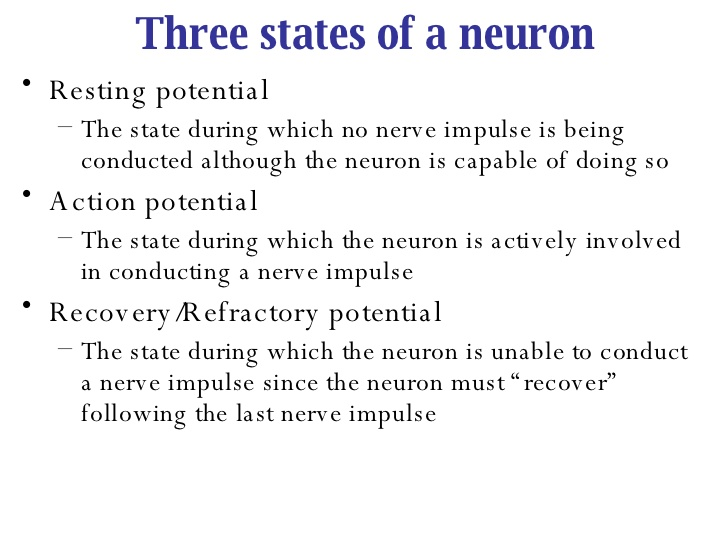 Three states of a neuron
• Resting potential
– The state during which no nerve impulse is being
conducted although the neuron is capable of doing so
• Action potential
– The state during which the neuron is actively involved
in conducting a nerve impulse
• Recovery/Refractory potential
– The state during which the neuron is unable to conduct
a nerve impulse since the neuron must “recover”
following the last nerve impulse